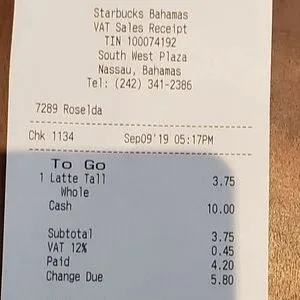 Starbucks Bahamas
VAT Sales Receipt
TIN 100074192
South West Plaza
Nassau, Bahamas
Tel: (242) 341-2386
7289 Roselda
Chk 1134 Sep09'19 05:17PM
To Go
1 Latte Tall 3.75
Whole
Cash 10.00
Subtotal 3.75
VAT 12% 0.45
Paid 4.20
Change Due 5.80